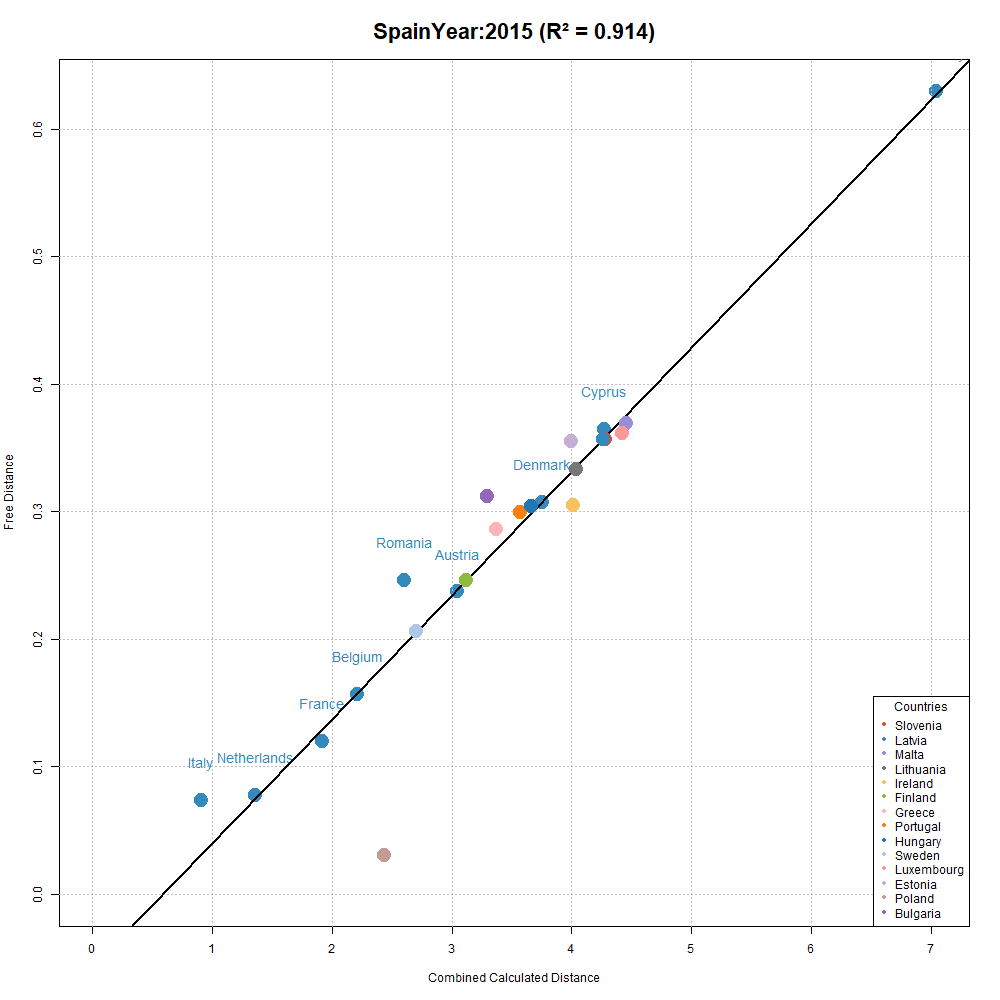 SpainYear:2015 (R² = 0.914)
Free Distance
0.6
0.5
0.4
0.3
0.2
0.1
0.0
Cyprus
Denmark
Romania
Austria
Belgium
France
Italy
Netherlands
Countries
Slovenia
Latvia
Malta
Lithuania
Ireland
Finland
Greece
Portugal
Hungary
Sweden
Luxembourg
Estonia
Poland
Bulgaria
0 1 2 3 4 5 6 7
Combined Calculated Distance